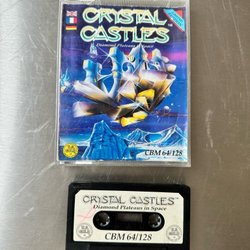 CRYSTAL
CASTLES
Diamond Plateaus in Space
CBM 64/128
CRYSTAL CASTLES
Diamond Plateaus in Space
CBM 64/128